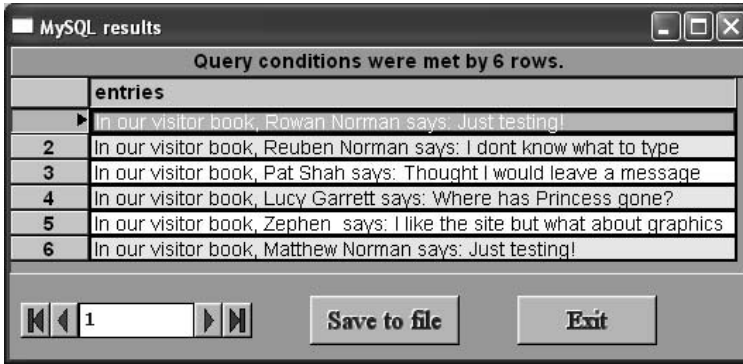 MySQL results
Query conditions were met by 6 rows.
entries
In our visitor book, Rowan Norman says: Just testing!
2 In our visitor book, Reuben Norman says: I dont know what to type
3 In our visitor book, Pat Shah says: Thought I would leave a message
4 In our visitor book, Lucy Garrett says: Where has Princess gone?
5 In our visitor book, Zephen  says: I like the site but what about graphics
6 In our visitor book, Matthew Norman says: Just testing!
1 Save to file Exit